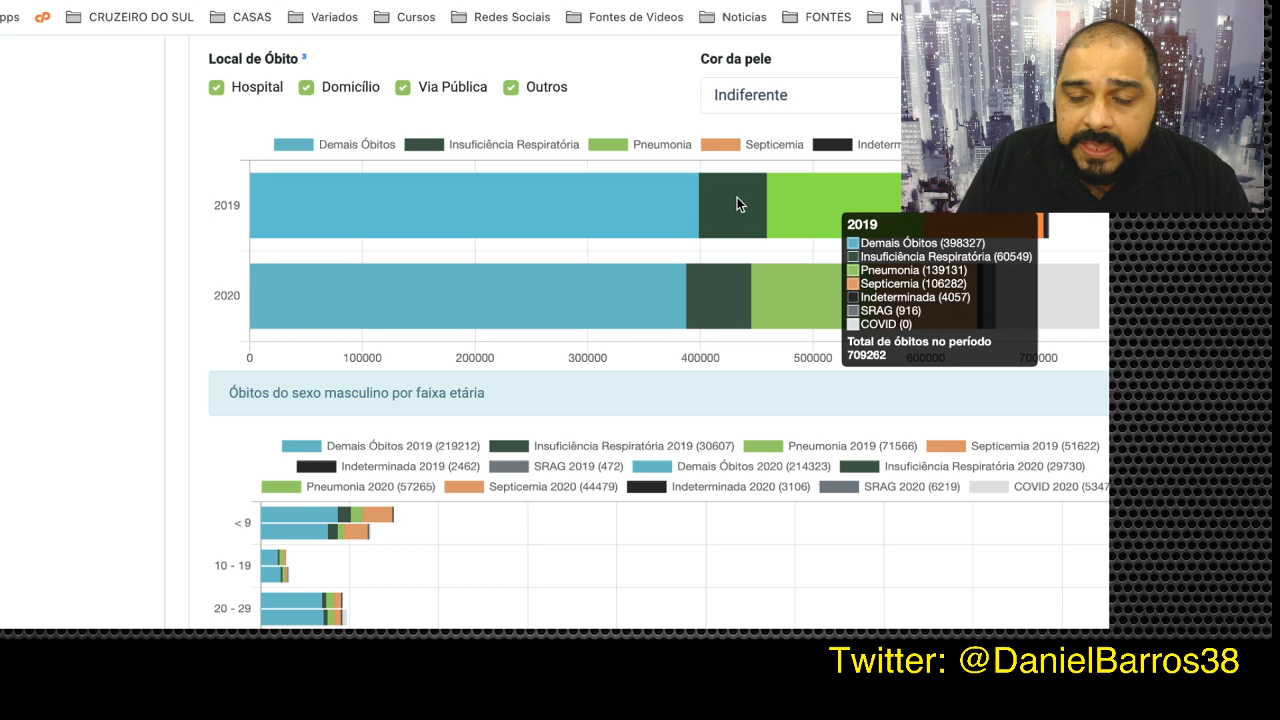 pps CRUZEIRO DO SUL CASAS Variados Cursos Redes Sociais Fontes de Videos Noticias FONTES
Local de Óbito ³ Cor da pele
Hospital Domicílio Via Pública Outros
Indiferente
Demais Óbitos Insuficiência Respiratória Pneumonia Septicemia Indeterm
2019
2019
Demais Óbitos (398327)
Insuficiência Respiratória (60549)
Pneumonia (139131)
Septicemia (106282)
Indeterminada (4057)
SRAG (916)
COVID (0)
Total de óbitos no período
709262
2020
0 100000 200000 300000 400000 500000 600000 700000
Óbitos do sexo masculino por faixa etária
Demais Óbitos 2019 (219212) Insuficiência Respiratória 2019 (30607) Pneumonia 2019 (71566) Septicemia 2019 (51622)
Indeterminada 2019 (2462) SRAG 2019 (472) Demais Óbitos 2020 (214323) Insuficiência Respiratória 2020 (29730)
Pneumonia 2020 (57265) Septicemia 2020 (44479) Indeterminada 2020 (3106) SRAG 2020 (6219) COVID 2020 (5347
< 9
10 - 19
20 - 29
Twitter: @DanielBarros38